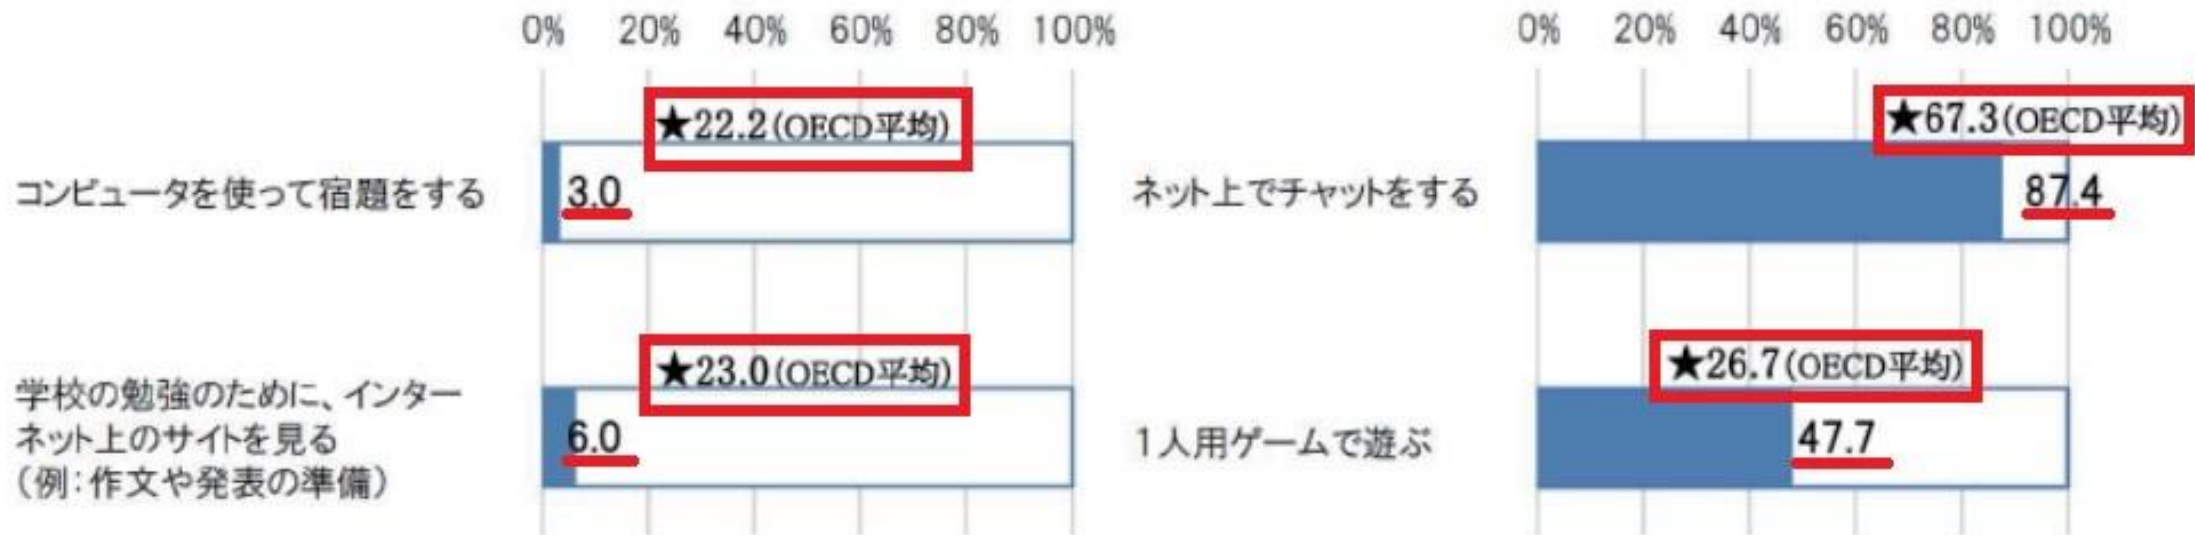 0% 20% 40% 60% 80% 100%
★22.2(OECD平均)
コンピュータを使って宿題をする
3.0
★23.0(OECD平均)
学校の勉強のために、インター
ネット上のサイトを見る
(例:作文や発表の準備)
6.0
0% 20% 40% 60% 80% 100%
★67.3(OECD平均)
ネット上でチャットをする
87.4
★26.7(OECD平均)
1人用ゲームで遊ぶ
47.7